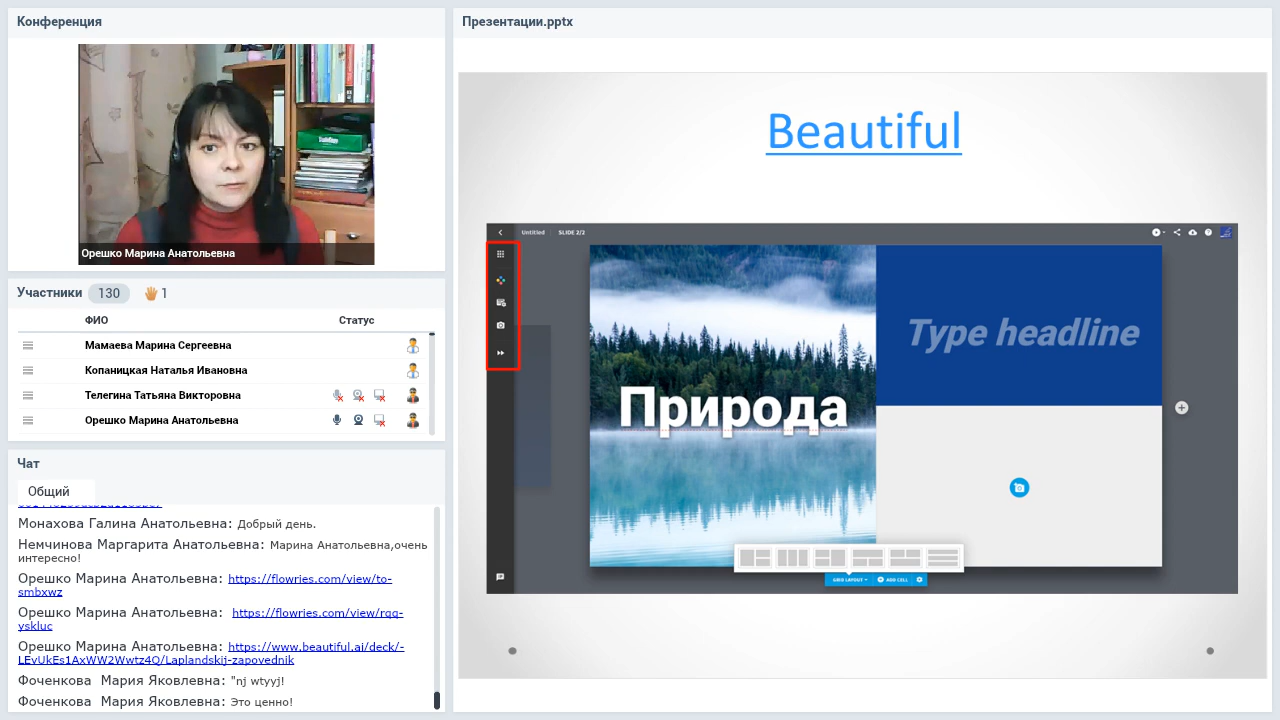 Конференция
Орешко Марина Анатольевна
Участники 130 1
ФИО Статус
Мамаева Марина Сергеевна
Копаницкая Наталья Ивановна
Телегина Татьяна Викторовна
Орешко Марина Анатольевна
Чат
Общий
Монахова Галина Анатольевна: Добрый день.
Немчинова Маргарита Анатольевна: Марина Анатольевна,очень
интересно!
Орешко Марина Анатольевна: https://flowries.com/view/to-
smbxwz
Орешко Марина Анатольевна: https://flowries.com/view/rqq-
yskluc
Орешко Марина Анатольевна: https://www.beautiful.ai/deck/-
LEvUkEs1AxWW2Wwtz4Q/Laplandskij-zapovednik
Фоченкова Мария Яковлевна: "nj wtyyj!
Фоченкова Мария Яковлевна: Это ценно!
Презентации.pptx
Beautiful
Untitled SLIDE 2/2
Природа
Type headline
GRID LAYOUT ADD CELL